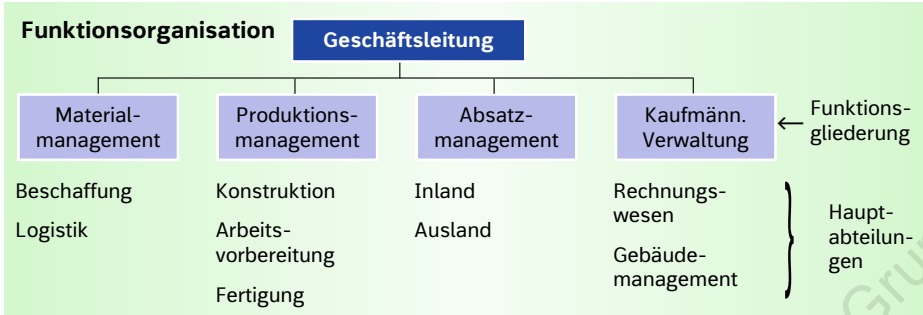 Funktionsorganisation
Geschäftsleitung
Material-
management
Produktions-
management
Absatz-
management
Kaufmänn.
Verwaltung
Funktions-
gliederung
Beschaffung
Logistik
Konstruktion
Arbeits-
vorbereitung
Fertigung
Inland
Ausland
Rechnungs-
wesen
Gebäude-
management
Haupt-
abteilun-
gen
Gru